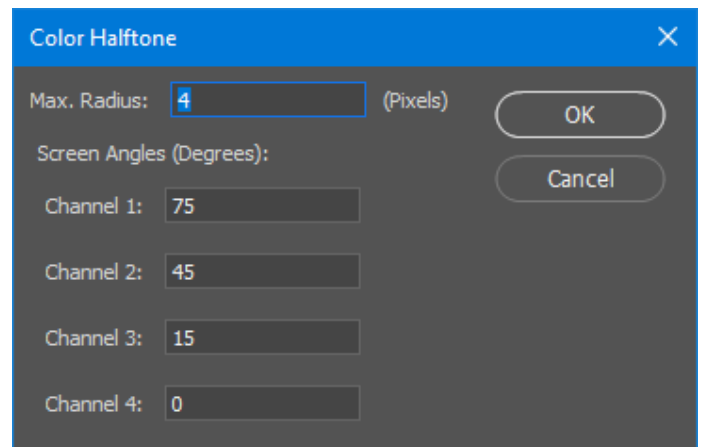 Color Halftone
Max. Radius: 4 (Pixels)
OK
Screen Angles (Degrees):
Cancel
Channel 1: 75
Channel 2: 45
Channel 3: 15
Channel 4: 0